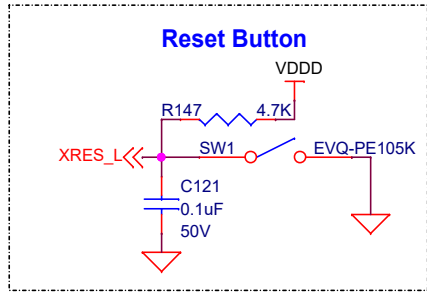 Reset Button
VDDD
R147 4.7K
XRES_L
SW1 EVQ-PE105K
C121
0.1uF
50V